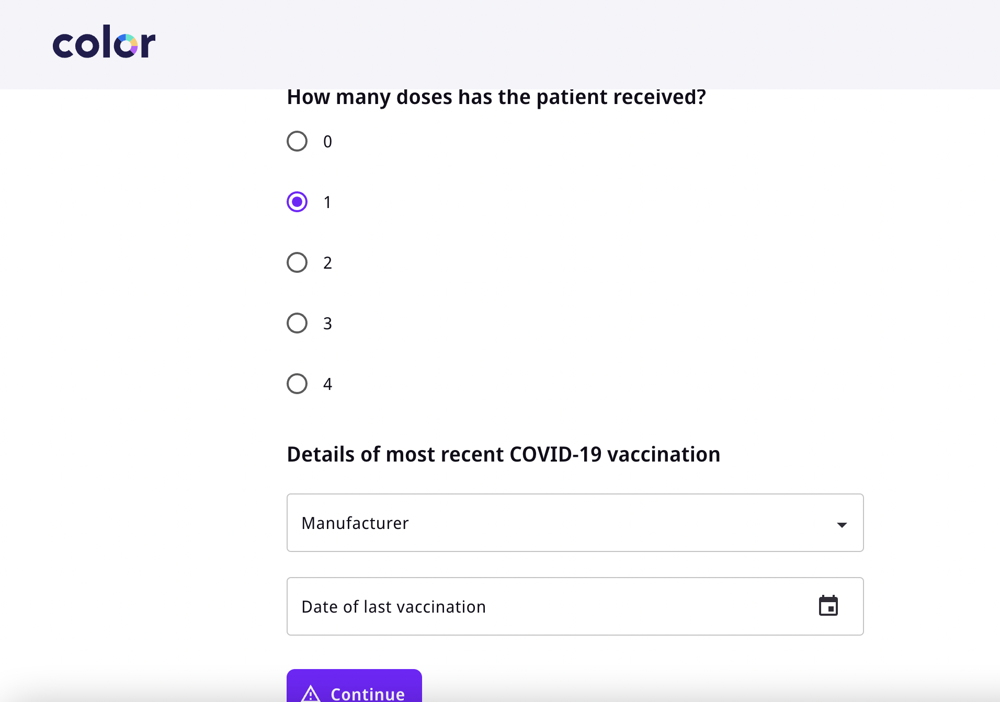 color
How many doses has the patient received?
0
1
2
3
4
Details of most recent COVID-19 vaccination
Manufacturer
Date of last vaccination
Continue